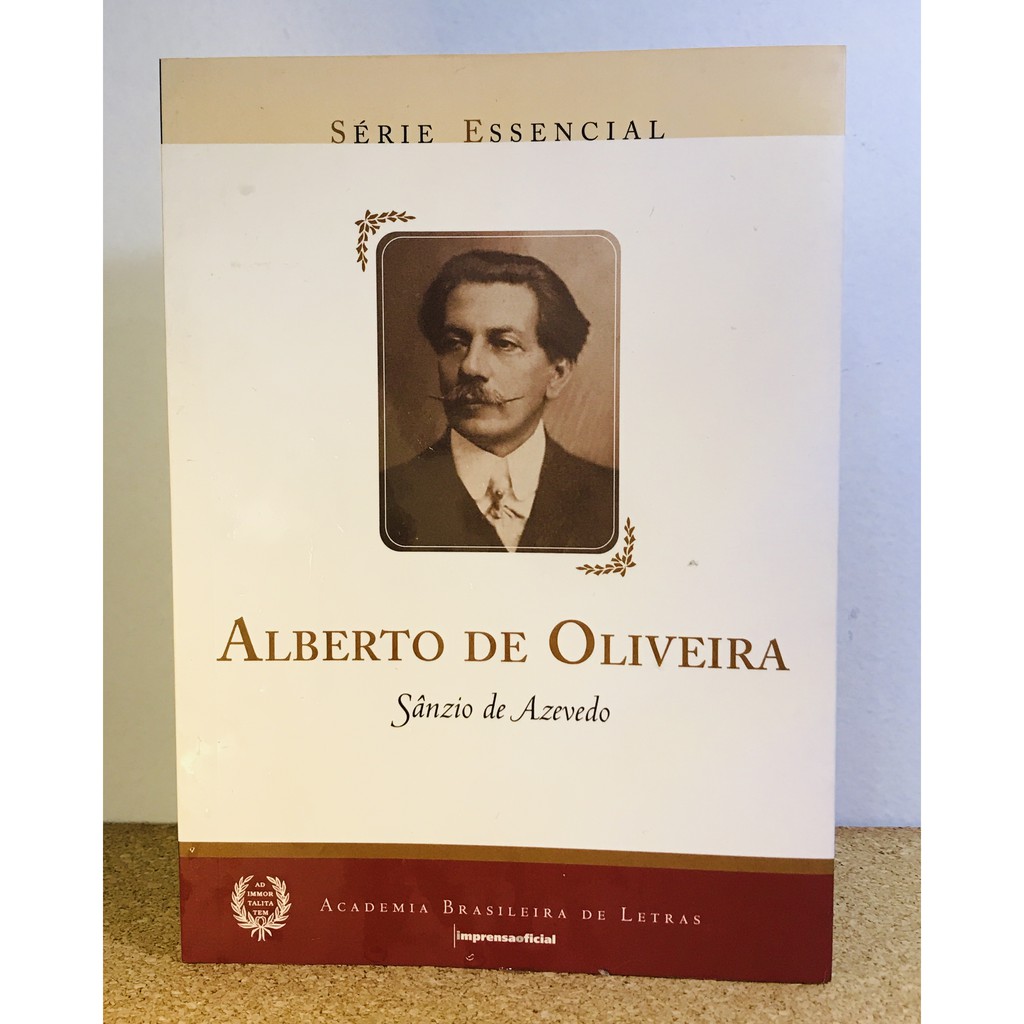 SÉRIE ESSENCIAL
ALBERTO DE OLIVEIRA
Sânzio de Azevedo
AD
IMMOR
TALITA
TEM
ACADEMIA BRASILEIRA DE LETRAS
imprensaoficial